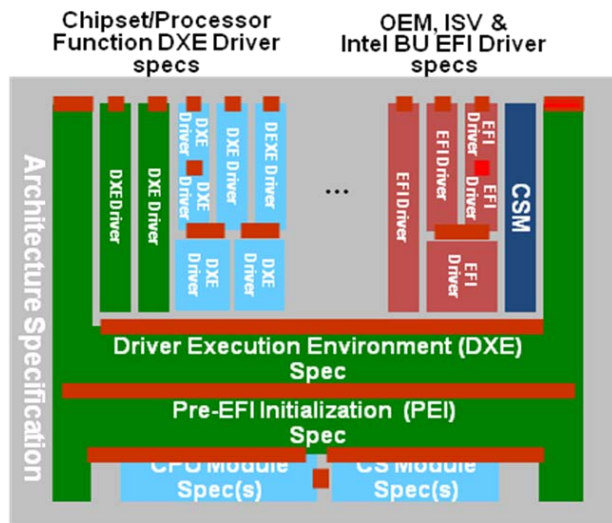 Chipset/Processor
Function DXE Driver
specs
OEM, ISV &
Intel BU EFI Driver
specs
Architecture Specification
DXE Driver
DXE Driver
DXE
Driver
DXE
Driver
DXE Driver
DEXE Driver
DXE
Driver
DXE
Driver
...
EFI Driver
EFI Driver
EFI
Driver
EFI
Driver
EFI
Driver
CSM
Driver Execution Environment (DXE)
Spec
Pre-EFI Initialization (PEI)
Spec
CPU Module
Spec(s)
CS Module
Spec(s)